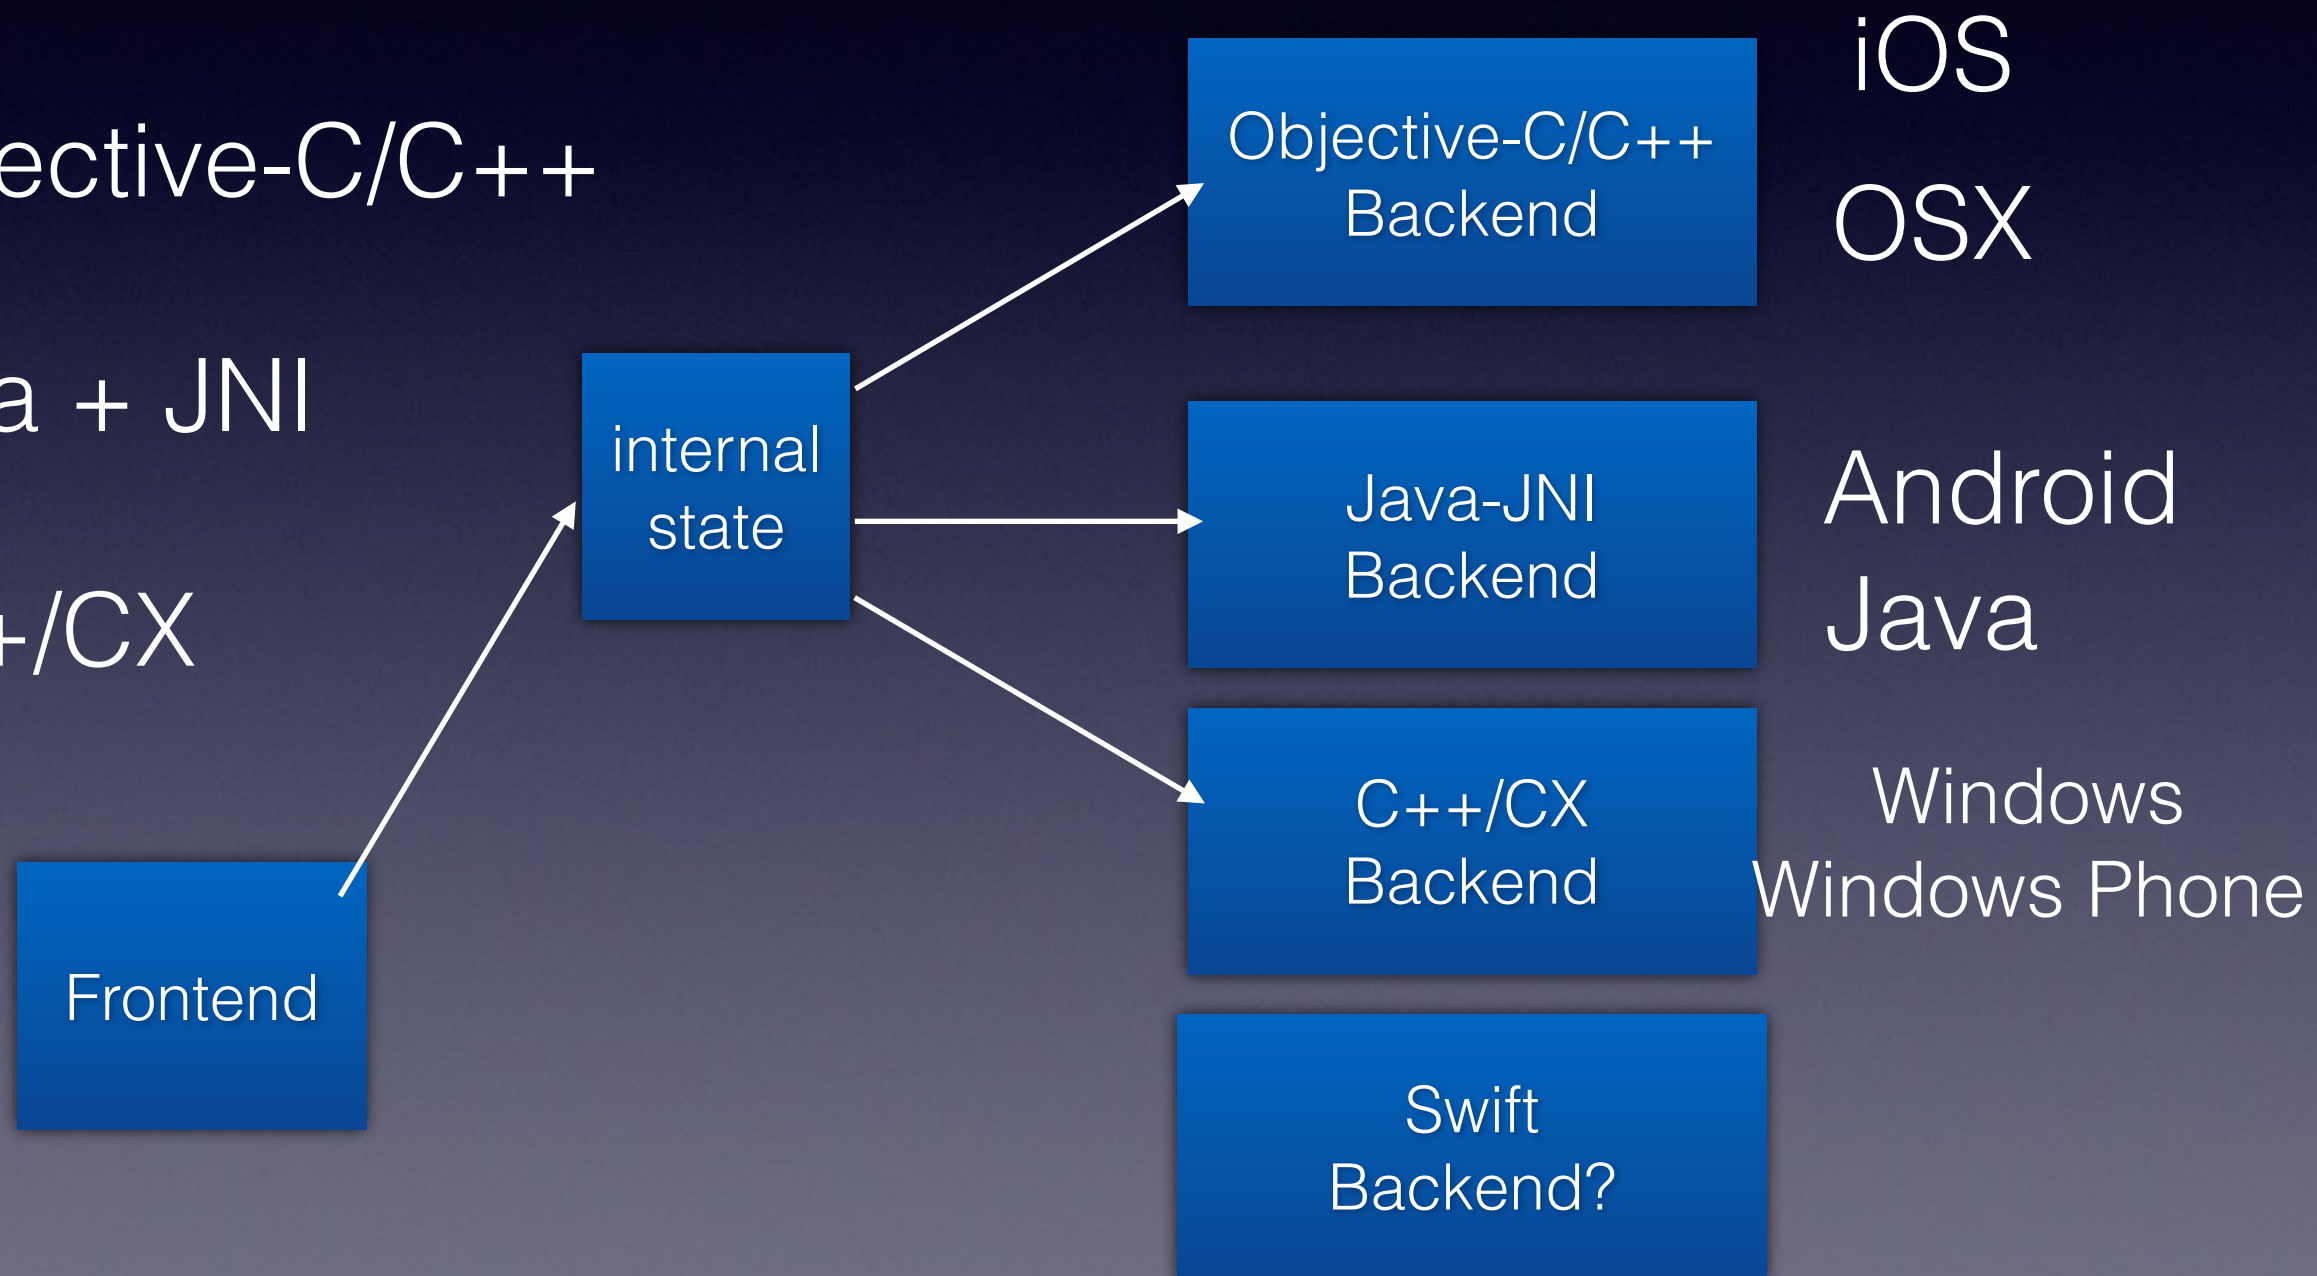 ective-C/C++
a + JNI
+/CX
Frontend
internal
state
Objective-C/C++
Backend
Java-JNI
Backend
C++/CX
Backend
Swift
Backend?
iOS
OSX
Android
Java
Windows
Windows Phone